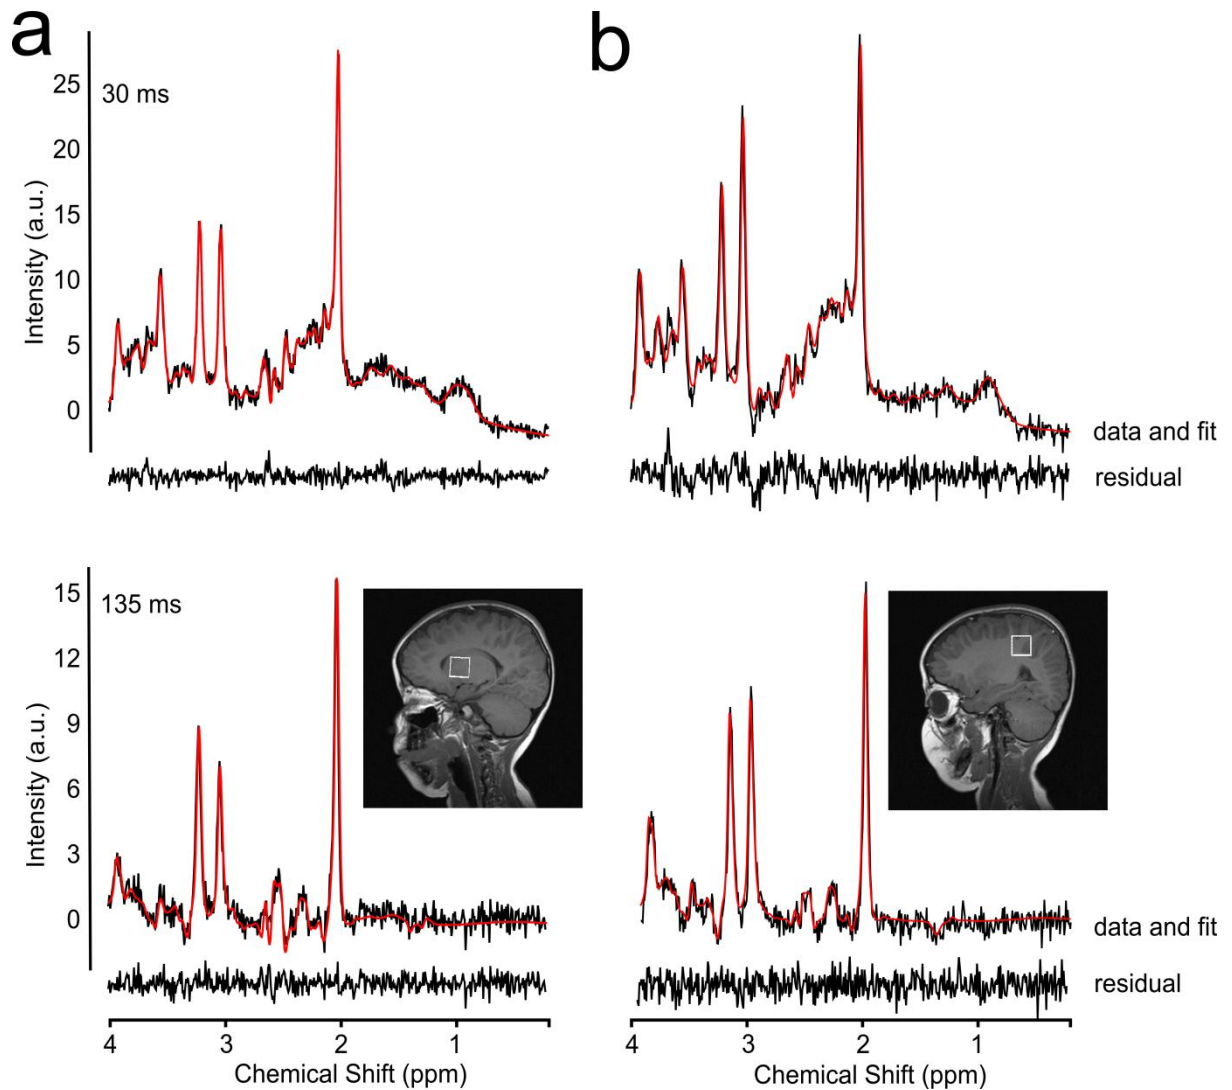 a
b
30 ms
25
20
15
10
5
0
Intensity (a.u.)
data and fit
residual
135 ms
15
12
9
6
3
0
Intensity (a.u.)
data and fit
residual
4 3 2 1
4 3 2 1
Chemical Shift (ppm)
Chemical Shift (ppm)